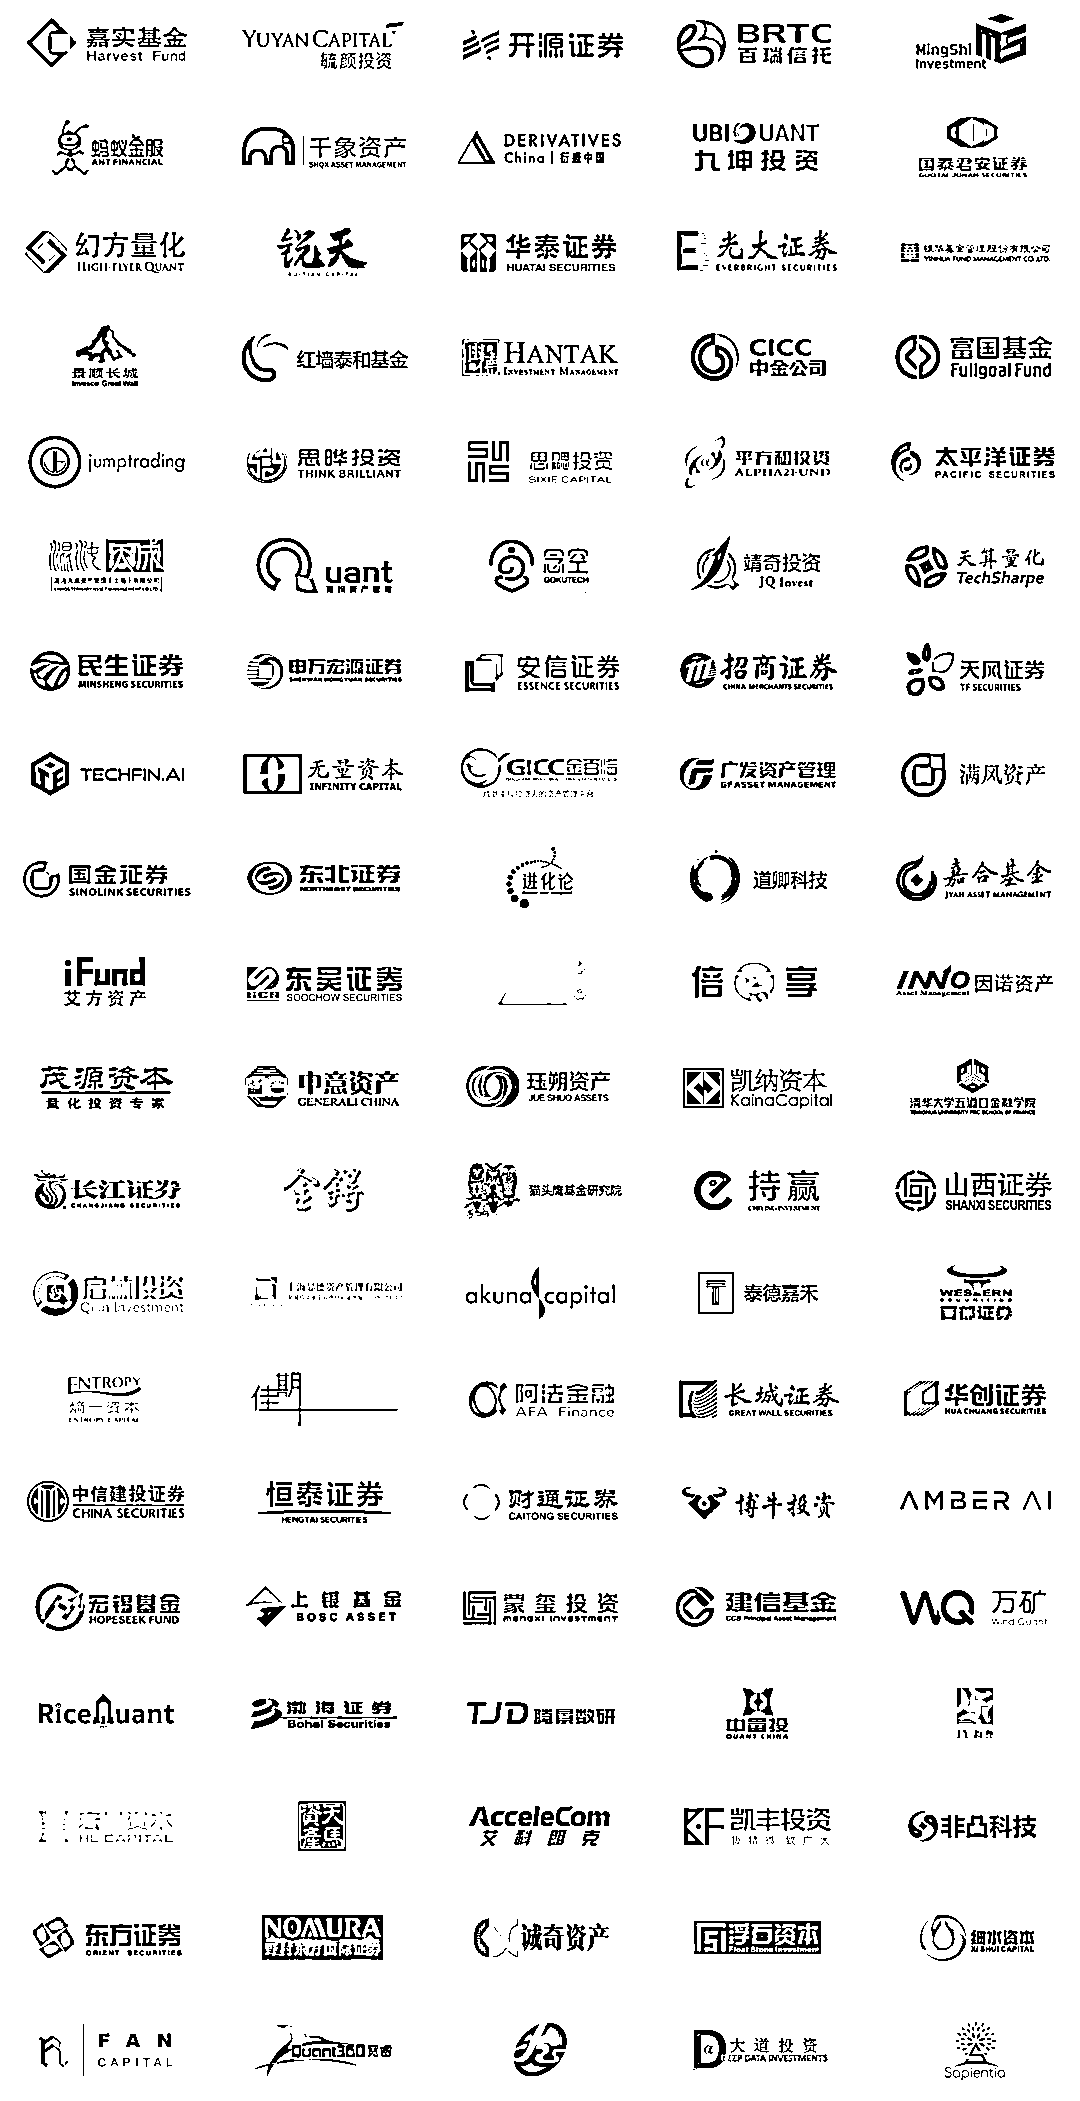 嘉实基金
Harvest Fund
YUYAN CAPITAL
毓颜投资
开源证券
BRTC
百瑞信托
MingShi
Investment
蚂蚁金服
ANT FINANCIAL
千象资产
SHQX ASSET MANAGEMENT
DERIVATIVES
China | 衍盛中国
UBIQUANT
九坤投资
国泰君安证券
GUOTAI JUNAN SECURITIES
幻方量化
HIGH-FLYER QUANT
锐天
华泰证券
HUATAI SECURITIES
光大证券
EVERBRIGHT SECURITIES
银华基金管理股份有限公司
YINHUA FUND MANAGEMENT CO.,LTD.
景顺长城
Invesco Great Wall
红墙泰和基金
HANTAK
INVESTMENT MANAGEMENT
CICC
中金公司
富国基金
Fullgoal Fund
jumptrading
思晔投资
THINK BRILLIANT
思勰投资
SIXIE CAPITAL
平方和投资
ALPHA2FUND
太平洋证券
PACIFIC SECURITIES
Quant
念空
GOKUTECH
靖奇投资
JQ Invest
天算量化
TechSharpe
民生证券
MINSHENG SECURITIES
申万宏源证券
SHENWAN HONGYUAN SECURITIES
安信证券
ESSENCE SECURITIES
招商证券
CHINA MERCHANTS SECURITIES
天风证券
TF SECURITIES
TECHFIN.AI
无量资本
INFINITY CAPITAL
GICC金百临
广发资产管理
GF ASSET MANAGEMENT
满风资产
国金证券
SINOLINK SECURITIES
东北证券
NORTHEAST SECURITIES
进化论
道卿科技
嘉合基金
JYAH ASSET MANAGEMENT
iFund
艾方资产
东吴证券
SOOCHOW SECURITIES
倍 享
INNO
Asset Management
因诺资产
茂源资本
量化投资专家
中意资产
GENERALI CHINA
珏朔资产
JUE SHUO ASSETS
凯纳资本
KainaCapital
清华大学五道口金融学院
TSINGHUA UNIVERSITY PBC SCHOOL OF FINANCE
长江证券
CHANGJIANG SECURITIES
金锝
猫头鹰基金研究院
持赢
CHIYING INVESTMENT
山西证券
SHANXI SECURITIES
启林投资
Qilin Investment
akuna capital
泰德嘉禾
WESTERN
西部证券
ENTROPY
熵一资本
ENTROPY CAPITAL
佳期
阿法金融
AFA Finance
长城证券
GREAT WALL SECURITIES
华创证券
HUA CHUANG SECURITIES
中信建投证券
CHINA SECURITIES
恒泰证券
HENGTAI SECURITIES
财通证券
CAITONG SECURITIES
博牛投资
AMBER AI
宏锡基金
HOPESEEK FUND
上银基金
BOSC ASSET
蒙玺投资
mengxi investment
建信基金
CCB Principal Asset Management
WQ 万矿
Wind Quant
RiceQuant
渤海证券
Bohai Securities
TJD 腾景数研
中量投
QUANT CHINA
HL CAPITAL
天马資產
AcceleCom
艾科朗克
KF 凯丰投资
非凸科技
东方证券
ORIENT SECURITIES
NOMURA
野村东方国际证券
诚奇资产
浮石资本
Float Stone Investment
细水资本
XI SHUI CAPITAL
FAN
CAPITAL
Quant360
大道投资
DEEP DATA INVESTMENTS
Sapientia